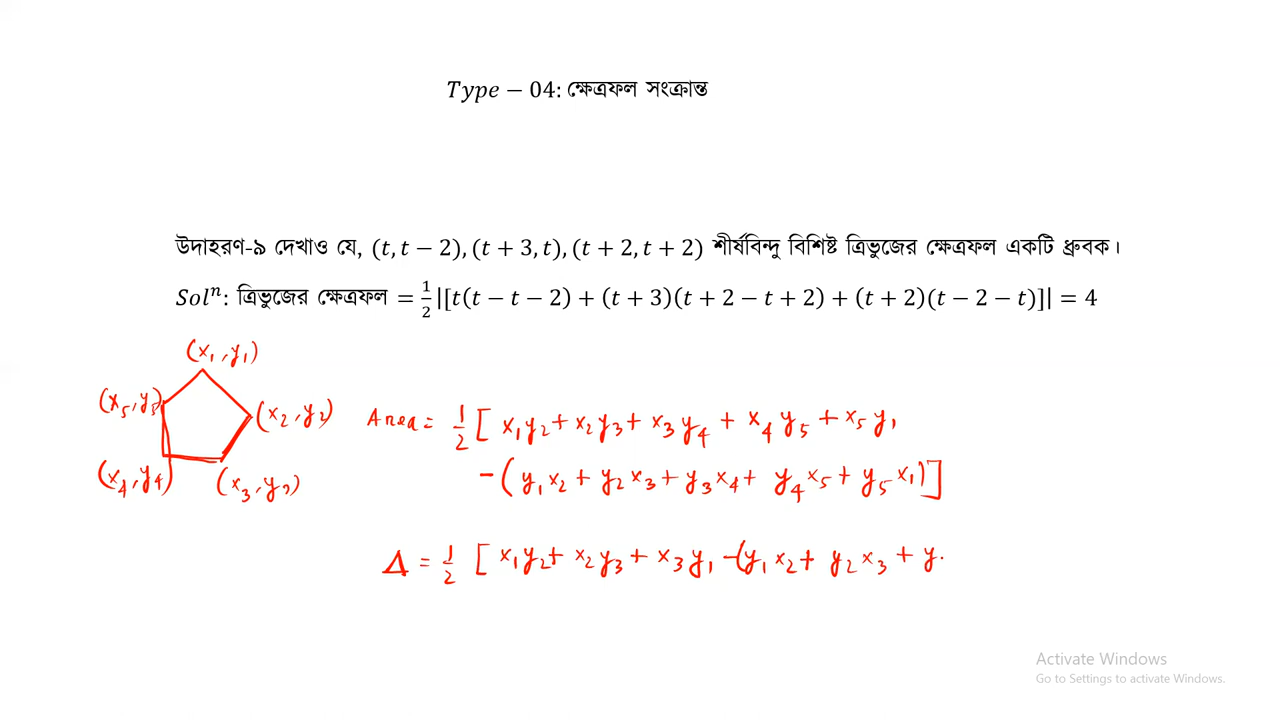 Type − 04: ক্ষেত্রফল সংক্রান্ত
উদাহরণ-৯ দেখাও যে, (t, t − 2), (t + 3, t), (t + 2, t + 2) শীর্ষবিন্দু বিশিষ্ট ত্রিভুজের ক্ষেত্রফল একটি ধ্রুবক।
Solⁿ: ত্রিভুজের ক্ষেত্রফল = 1/2 |[t(t − t − 2) + (t + 3)(t + 2 − t + 2) + (t + 2)(t − 2 − t)]| = 4
(x₁, y₁)
(x₅, y₅)
(x₂, y₂)
(x₄, y₄)
(x₃, y₃)
Area = 1/2 [ x₁y₂ + x₂y₃ + x₃y₄ + x₄y₅ + x₅y₁
− (y₁x₂ + y₂x₃ + y₃x₄ + y₄x₅ + y₅x₁)]
Δ = 1/2 [ x₁y₂ + x₂y₃ + x₃y₁ − (y₁x₂ + y₂x₃ + y
Activate Windows
Go to Settings to activate Windows.